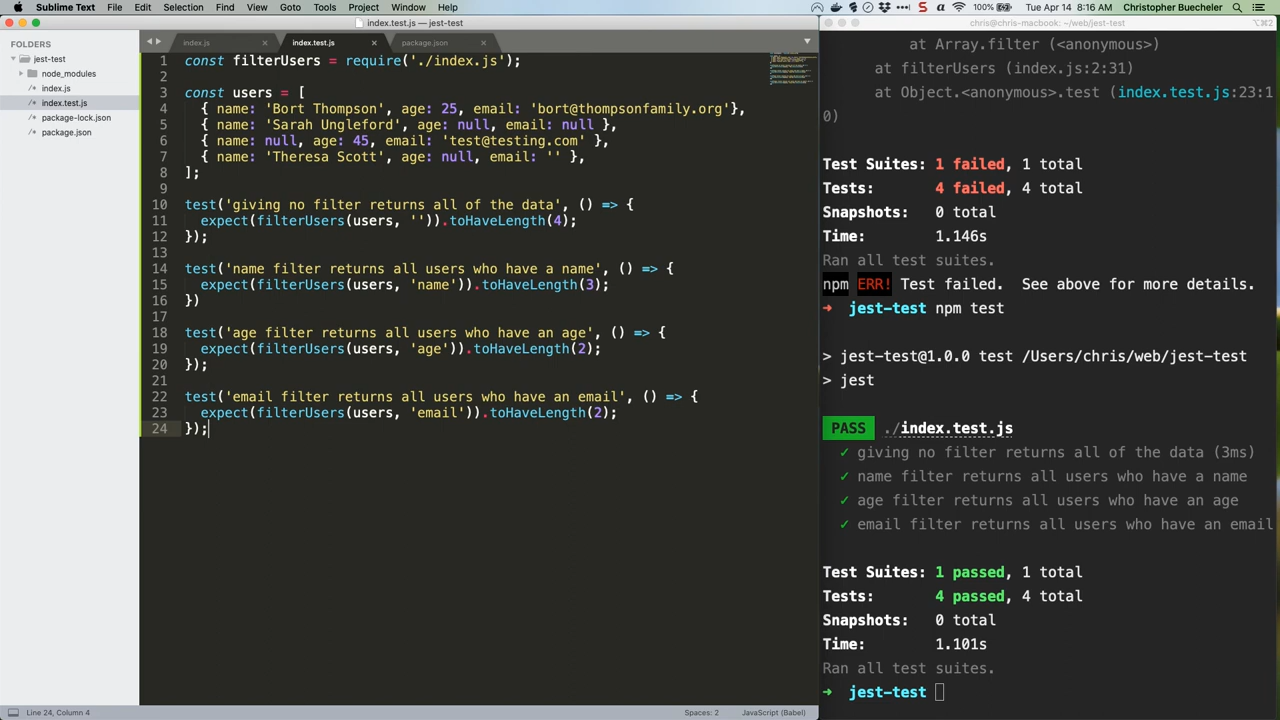 Sublime Text File Edit Selection Find View Goto Tools Project Window Help 100% Tue Apr 14 8:16 AM Christopher Buecheler
index.test.js — jest-test
FOLDERS
jest-test
node_modules
index.js
index.test.js
package-lock.json
package.json
index.js index.test.js package.json
1 const filterUsers = require('./index.js');
2
3 const users = [
4 { name: 'Bort Thompson', age: 25, email: 'bort@thompsonfamily.org'},
5 { name: 'Sarah Ungleford', age: null, email: null },
6 { name: null, age: 45, email: 'test@testing.com' },
7 { name: 'Theresa Scott', age: null, email: '' },
8 ];
9
10 test('giving no filter returns all of the data', () => {
11 expect(filterUsers(users, '')).toHaveLength(4);
12 });
13
14 test('name filter returns all users who have a name', () => {
15 expect(filterUsers(users, 'name')).toHaveLength(3);
16 })
17
18 test('age filter returns all users who have an age', () => {
19 expect(filterUsers(users, 'age')).toHaveLength(2);
20 });
21
22 test('email filter returns all users who have an email', () => {
23 expect(filterUsers(users, 'email')).toHaveLength(2);
24 });
Line 24, Column 4 Spaces: 2 JavaScript (Babel)
chris@chris-macbook: ~/web/jest-test ⌥⌘2
at Array.filter (<anonymous>)
at filterUsers (index.js:2:31)
at Object.<anonymous>.test (index.test.js:23:1
0)
Test Suites: 1 failed, 1 total
Tests: 4 failed, 4 total
Snapshots: 0 total
Time: 1.146s
Ran all test suites.
npm ERR! Test failed. See above for more details.
➜ jest-test npm test
> jest-test@1.0.0 test /Users/chris/web/jest-test
> jest
PASS ./index.test.js
✓ giving no filter returns all of the data (3ms)
✓ name filter returns all users who have a name
✓ age filter returns all users who have an age
✓ email filter returns all users who have an email
Test Suites: 1 passed, 1 total
Tests: 4 passed, 4 total
Snapshots: 0 total
Time: 1.101s
Ran all test suites.
➜ jest-test